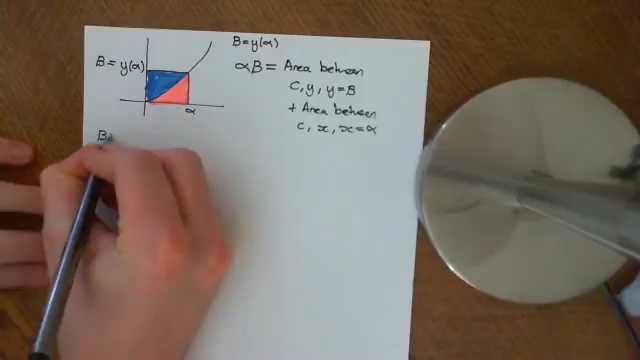 B = y(α)
B = y(α)
α
αB = Area between
C, y, y = B
+ Area between
C, x, x = α
B